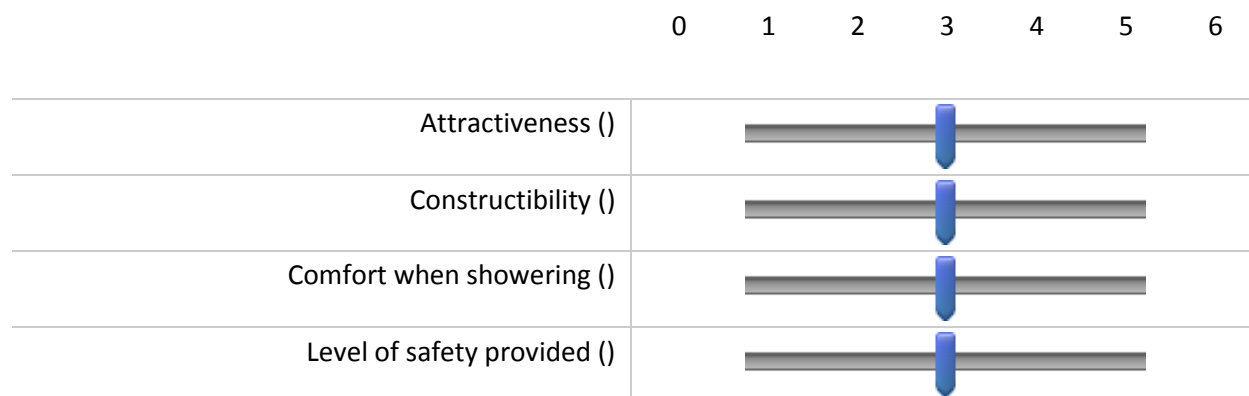 0 1 2 3 4 5 6
Attractiveness ()
Constructibility ()
Comfort when showering ()
Level of safety provided ()